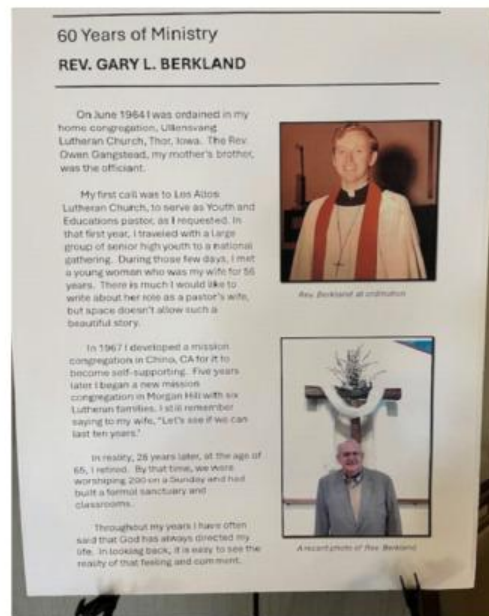 60 Years of Ministry
REV. GARY L. BERKLAND
On June 1964 I was ordained in my
home congregation, Ullensvang
Lutheran Church, Thor, Iowa. The Rev.
Owen Gangstead, my mother's brother,
was the officiant.
My first call was to Los Altos
Lutheran Church, to serve as Youth and
Educations pastor, as I requested. In
that first year, I traveled with a large
group of senior high youth to a national
gathering. During those few days, I met
a young woman who was my wife for 56
years. There is much I would like to
write about her role as a pastor's wife,
but space doesn't allow such a
beautiful story.
In 1967 I developed a mission
congregation in Chino, CA for it to
become self-supporting. Five years
later I began a new mission
congregation in Morgan Hill with six
Lutheran families. I still remember
saying to my wife, "Let's see if we can
last ten years."
In reality, 28 years later, at the age of
65, I retired. By that time, we were
worshiping 200 on a Sunday and had
built a formal sanctuary and
classrooms.
Throughout my years I have often
said that God has always directed my
life. In looking back, it is easy to see the
reality of that feeling and comment.
Rev. Berkland at ordination
A recent photo of Rev. Berkland